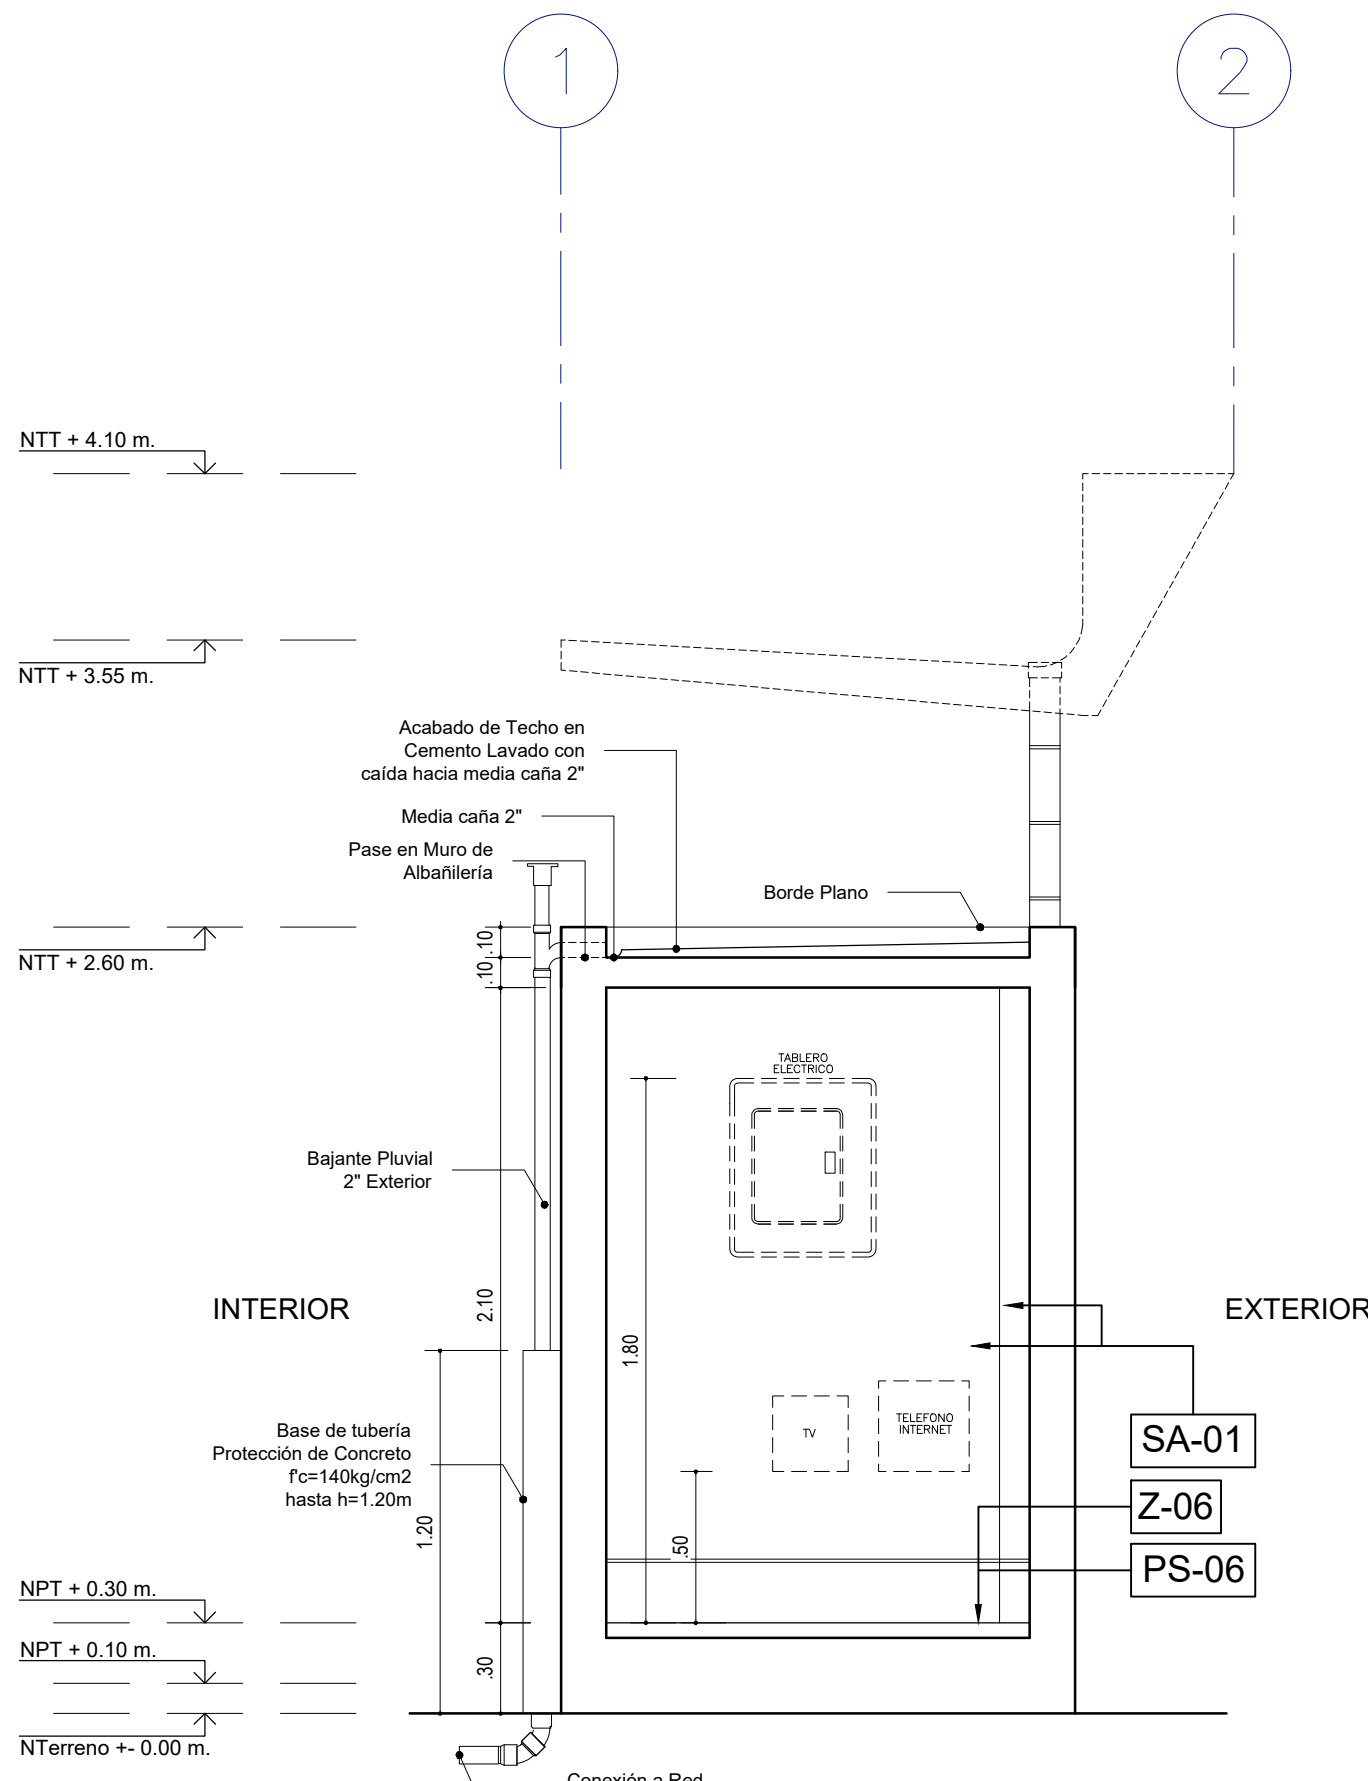 1
2
NTT + 4.10 m.
NTT + 3.55 m.
Acabado de Techo en
Cemento Lavado con
caída hacia media caña 2"
Media caña 2"
Pase en Muro de
Albañilería
Borde Plano
NTT + 2.60 m.
.10
.10
TABLERO
ELECTRICO
Bajante Pluvial
2" Exterior
INTERIOR
2.10
EXTERIOR
1.80
TV
TELEFONO
INTERNET
Base de tubería
Protección de Concreto
f'c=140kg/cm2
hasta h=1.20m
SA-01
Z-06
1.20
.50
PS-06
NPT + 0.30 m.
NPT + 0.10 m.
.30
NTerreno +- 0.00 m.
Conexión a Red